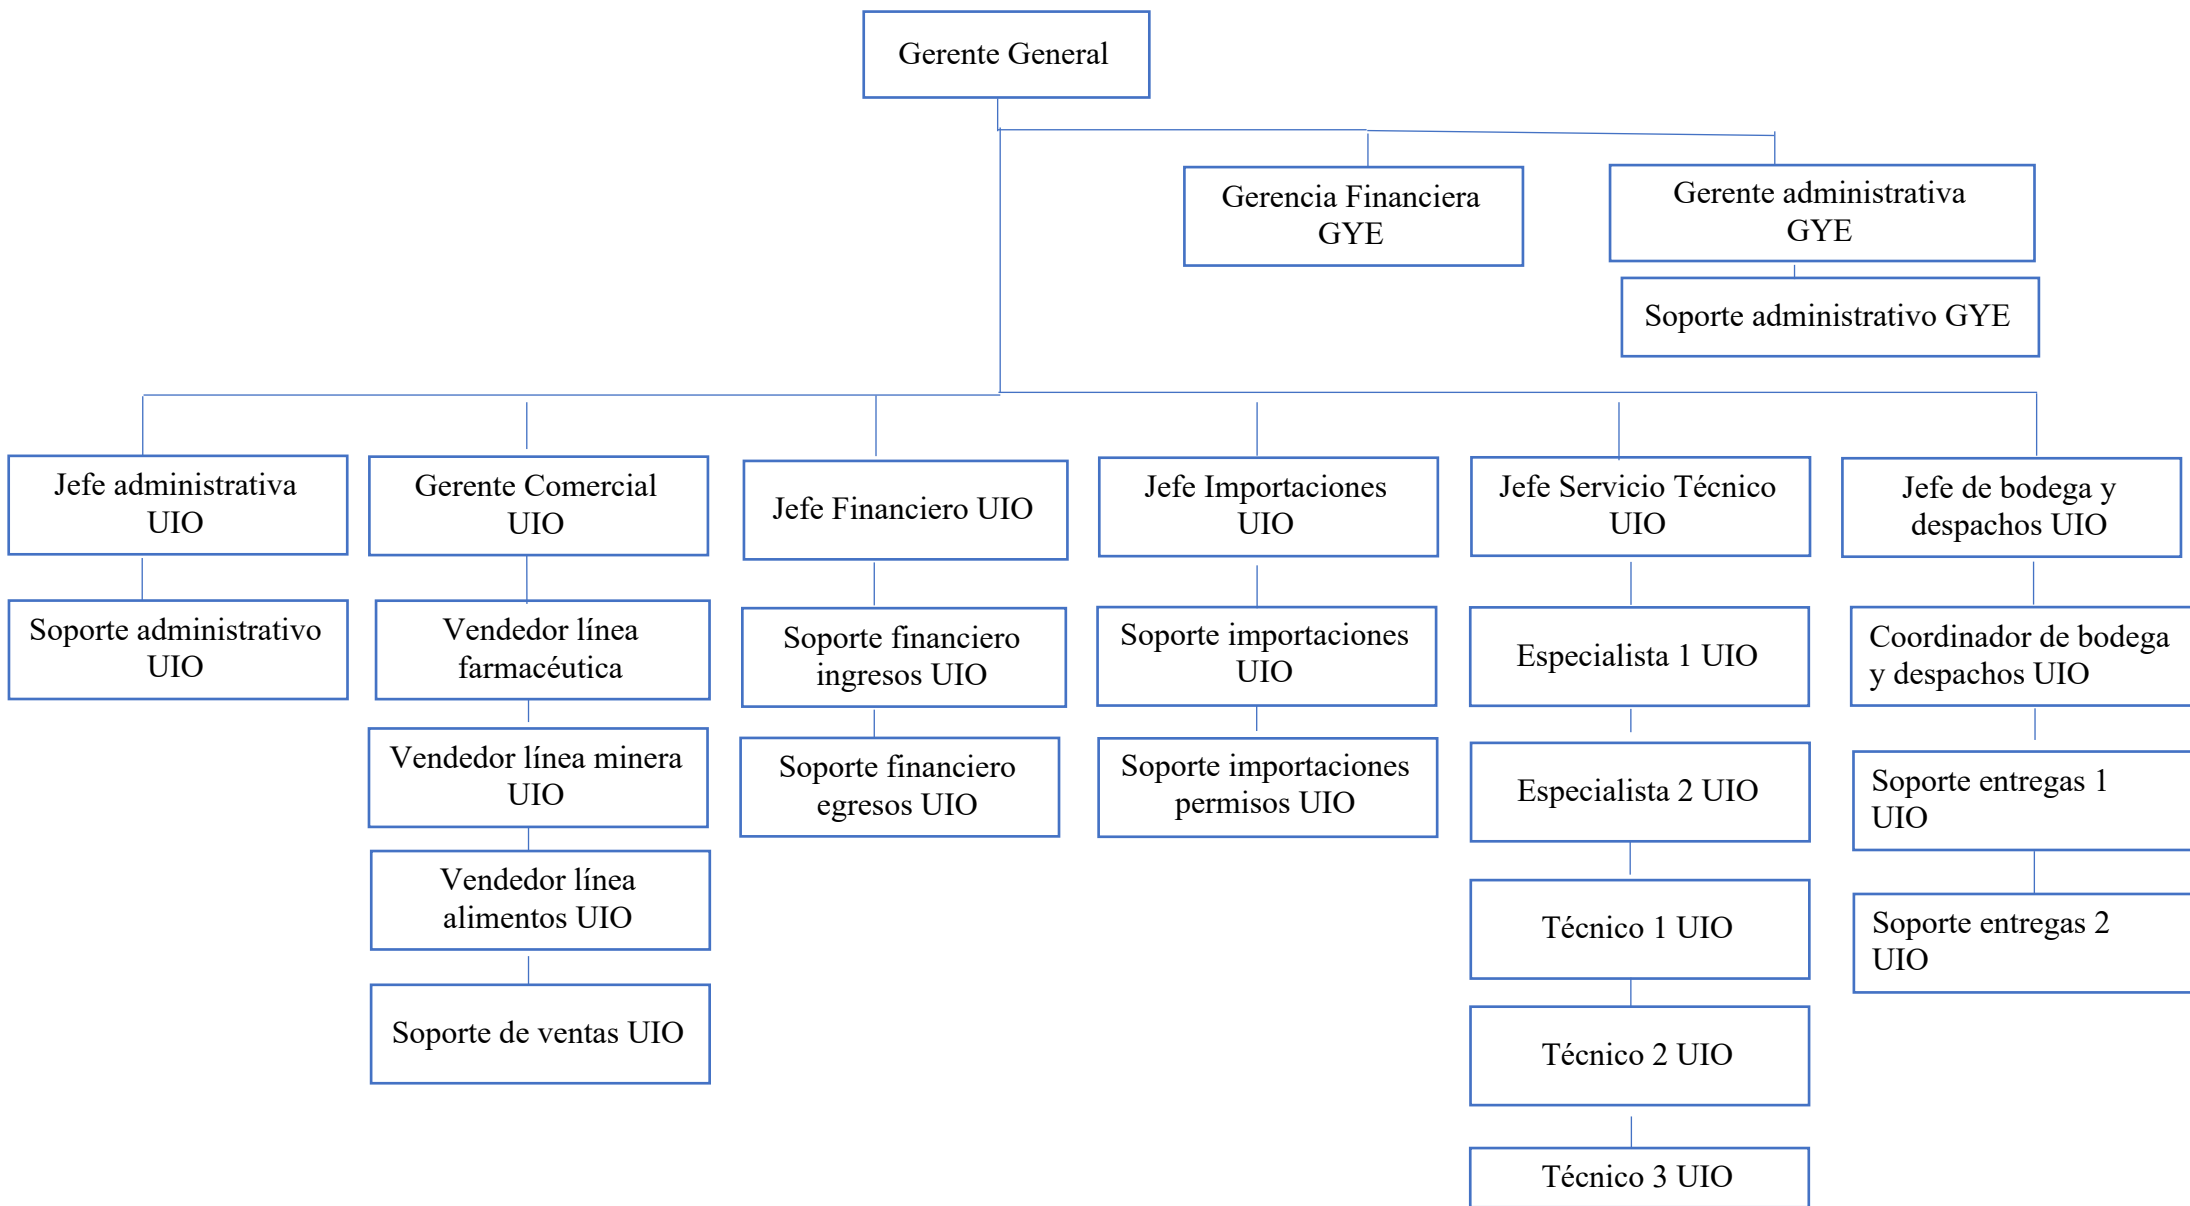 Gerente General
Gerencia Financiera
GYE
Gerente administrativa
GYE
Soporte administrativo GYE
Jefe administrativa
UIO
Gerente Comercial
UIO
Jefe Financiero UIO
Jefe Importaciones
UIO
Jefe Servicio Técnico
UIO
Jefe de bodega y
despachos UIO
Soporte administrativo
UIO
Vendedor línea
farmacéutica
Soporte financiero
ingresos UIO
Soporte importaciones
UIO
Especialista 1 UIO
Coordinador de bodega
y despachos UIO
Vendedor línea minera
UIO
Soporte financiero
egresos UIO
Soporte importaciones
permisos UIO
Especialista 2 UIO
Soporte entregas 1
UIO
Vendedor línea
alimentos UIO
Técnico 1 UIO
Soporte entregas 2
UIO
Soporte de ventas UIO
Técnico 2 UIO
Técnico 3 UIO